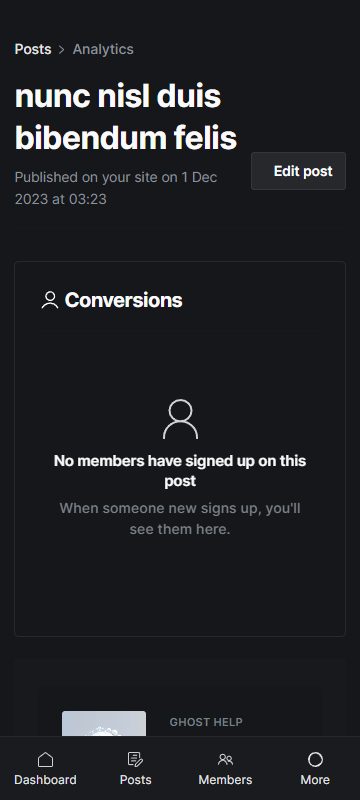 Posts > Analytics
nunc nisl duis
bibendum felis
Published on your site on 1 Dec
2023 at 03:23
Edit post
Conversions
No members have signed up on this
post
When someone new signs up, you'll
see them here.
GHOST HELP
Dashboard
Posts
Members
More